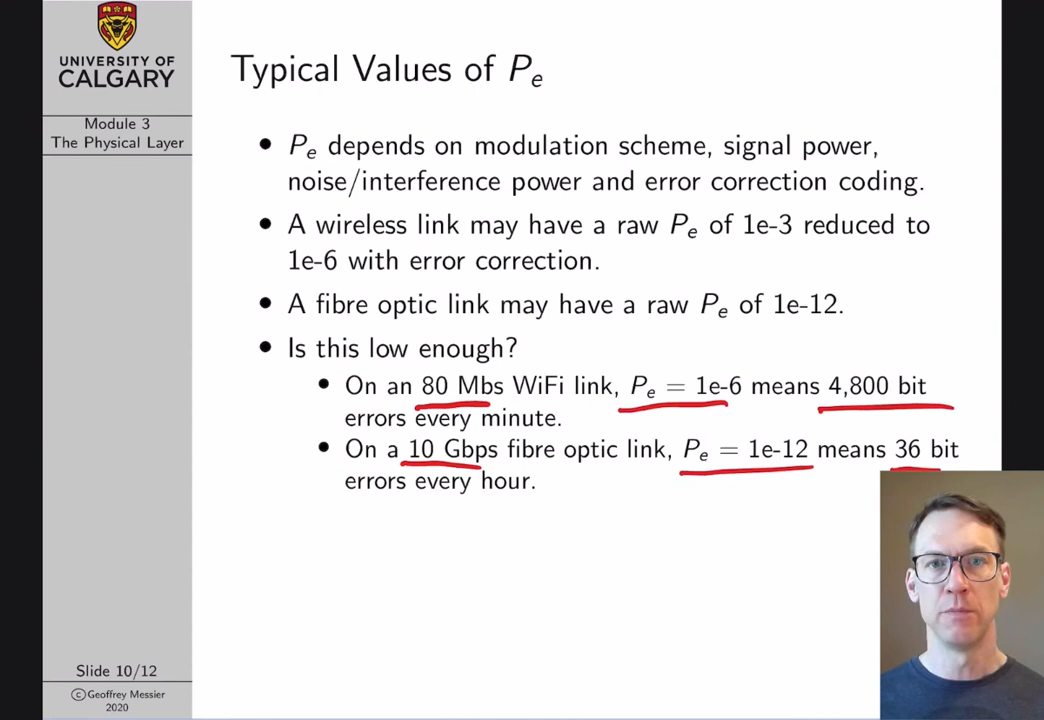 UNIVERSITY OF
CALGARY
Module 3
The Physical Layer
Typical Values of Pe
• Pe depends on modulation scheme, signal power,
noise/interference power and error correction coding.
• A wireless link may have a raw Pe of 1e-3 reduced to
1e-6 with error correction.
• A fibre optic link may have a raw Pe of 1e-12.
• Is this low enough?
• On an 80 Mbs WiFi link, Pe = 1e-6 means 4,800 bit
errors every minute.
• On a 10 Gbps fibre optic link, Pe = 1e-12 means 36 bit
errors every hour.
Slide 10/12
©Geoffrey Messier
2020